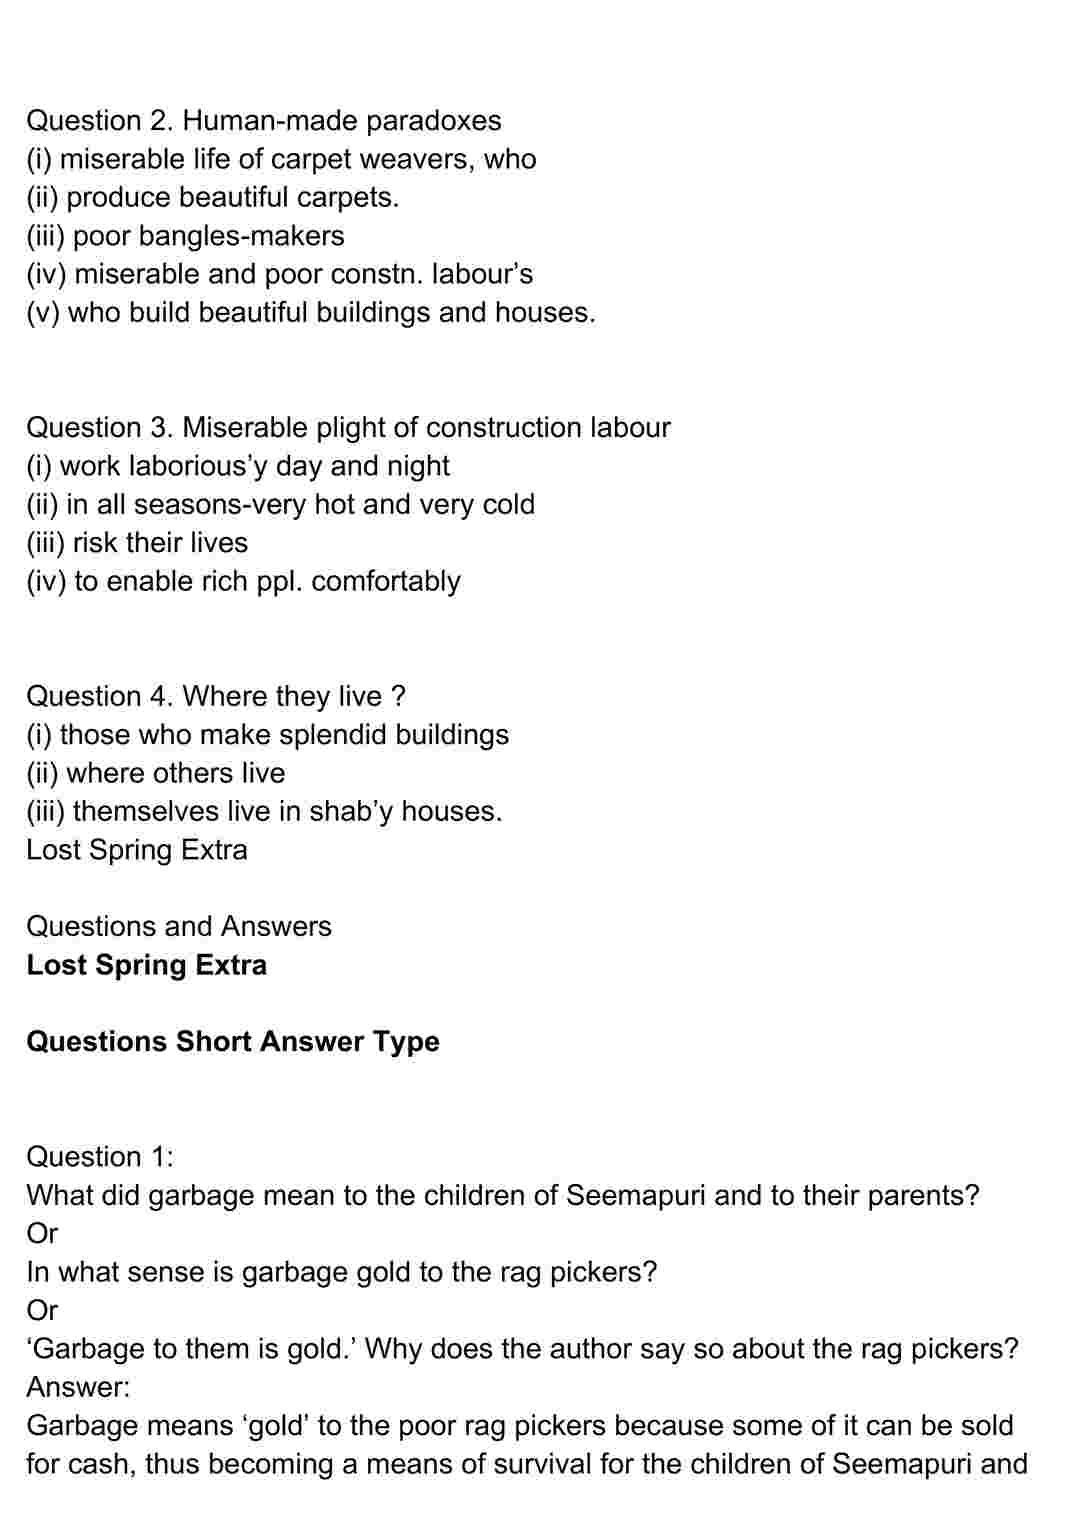 Question 2. Human-made paradoxes
(i) miserable life of carpet weavers, who
(ii) produce beautiful carpets.
(iii) poor bangles-makers
(iv) miserable and poor constn. labour’s
(v) who build beautiful buildings and houses.
Question 3. Miserable plight of construction labour
(i) work laborious’y day and night
(ii) in all seasons-very hot and very cold
(iii) risk their lives
(iv) to enable rich ppl. comfortably
Question 4. Where they live ?
(i) those who make splendid buildings
(ii) where others live
(iii) themselves live in shab’y houses.
Lost Spring Extra
Questions and Answers
Lost Spring Extra
Questions Short Answer Type
Question 1:
What did garbage mean to the children of Seemapuri and to their parents?
Or
In what sense is garbage gold to the rag pickers?
Or
‘Garbage to them is gold.’ Why does the author say so about the rag pickers?
Answer:
Garbage means ‘gold’ to the poor rag pickers because some of it can be sold
for cash, thus becoming a means of survival for the children of Seemapuri and